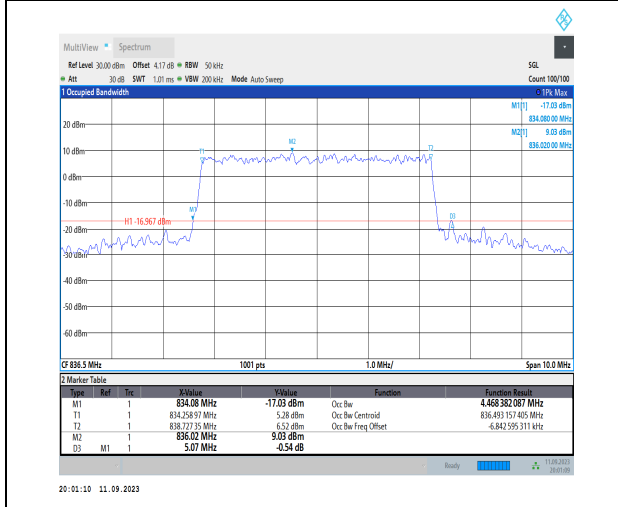 MultiView Spectrum
Ref Level 30.00 dBm Offset 4.17 dB RBW 50 kHz SGL
Att 30 dB SWT 1.01 ms VBW 200 kHz Mode Auto Sweep Count 100/100
1 Occupied Bandwidth 1Pk Max
M1[1] -17.03 dBm
834.080 00 MHz
M2[1] 9.03 dBm
836.020 00 MHz
20 dBm
M2
T1 T2
10 dBm
0 dBm
-10 dBm
M1
D3
H1 -16.967 dBm
-20 dBm
-30 dBm
-40 dBm
-50 dBm
-60 dBm
CF 836.5 MHz 1001 pts 1.0 MHz/ Span 10.0 MHz
2 Marker Table
Type Ref Trc X-Value Y-Value Function Function Result
M1 1 834.08 MHz -17.03 dBm Occ Bw 4.468 382 087 MHz
T1 1 834.258 97 MHz 5.28 dBm Occ Bw Centroid 836.493 157 405 MHz
T2 1 838.727 35 MHz 6.52 dBm Occ Bw Freq Offset -6.842 595 311 kHz
M2 1 836.02 MHz 9.03 dBm
D3 M1 1 5.07 MHz -0.54 dB
Ready 11.09.2023
20:01:09
20:01:10 11.09.2023